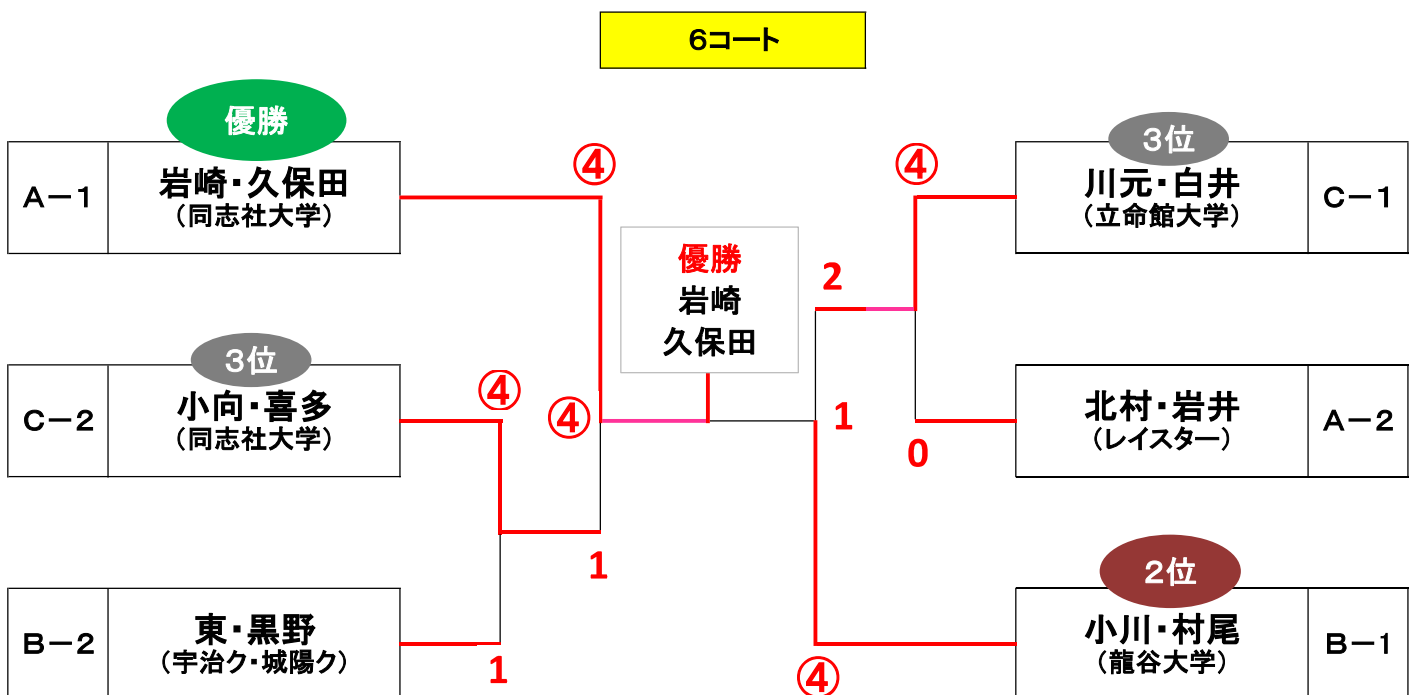 6コート
優勝
A－1
岩崎・久保田
（同志社大学）
④
3位
C－2
小向・喜多
（同志社大学）
④
④
1
B－2
東・黒野
（宇治ク・城陽ク）
1
優勝
岩崎
久保田
④
3位
川元・白井
（立命館大学）
C－1
2
1
0
北村・岩井
（レイスター）
A－2
2位
小川・村尾
（龍谷大学）
B－1
④